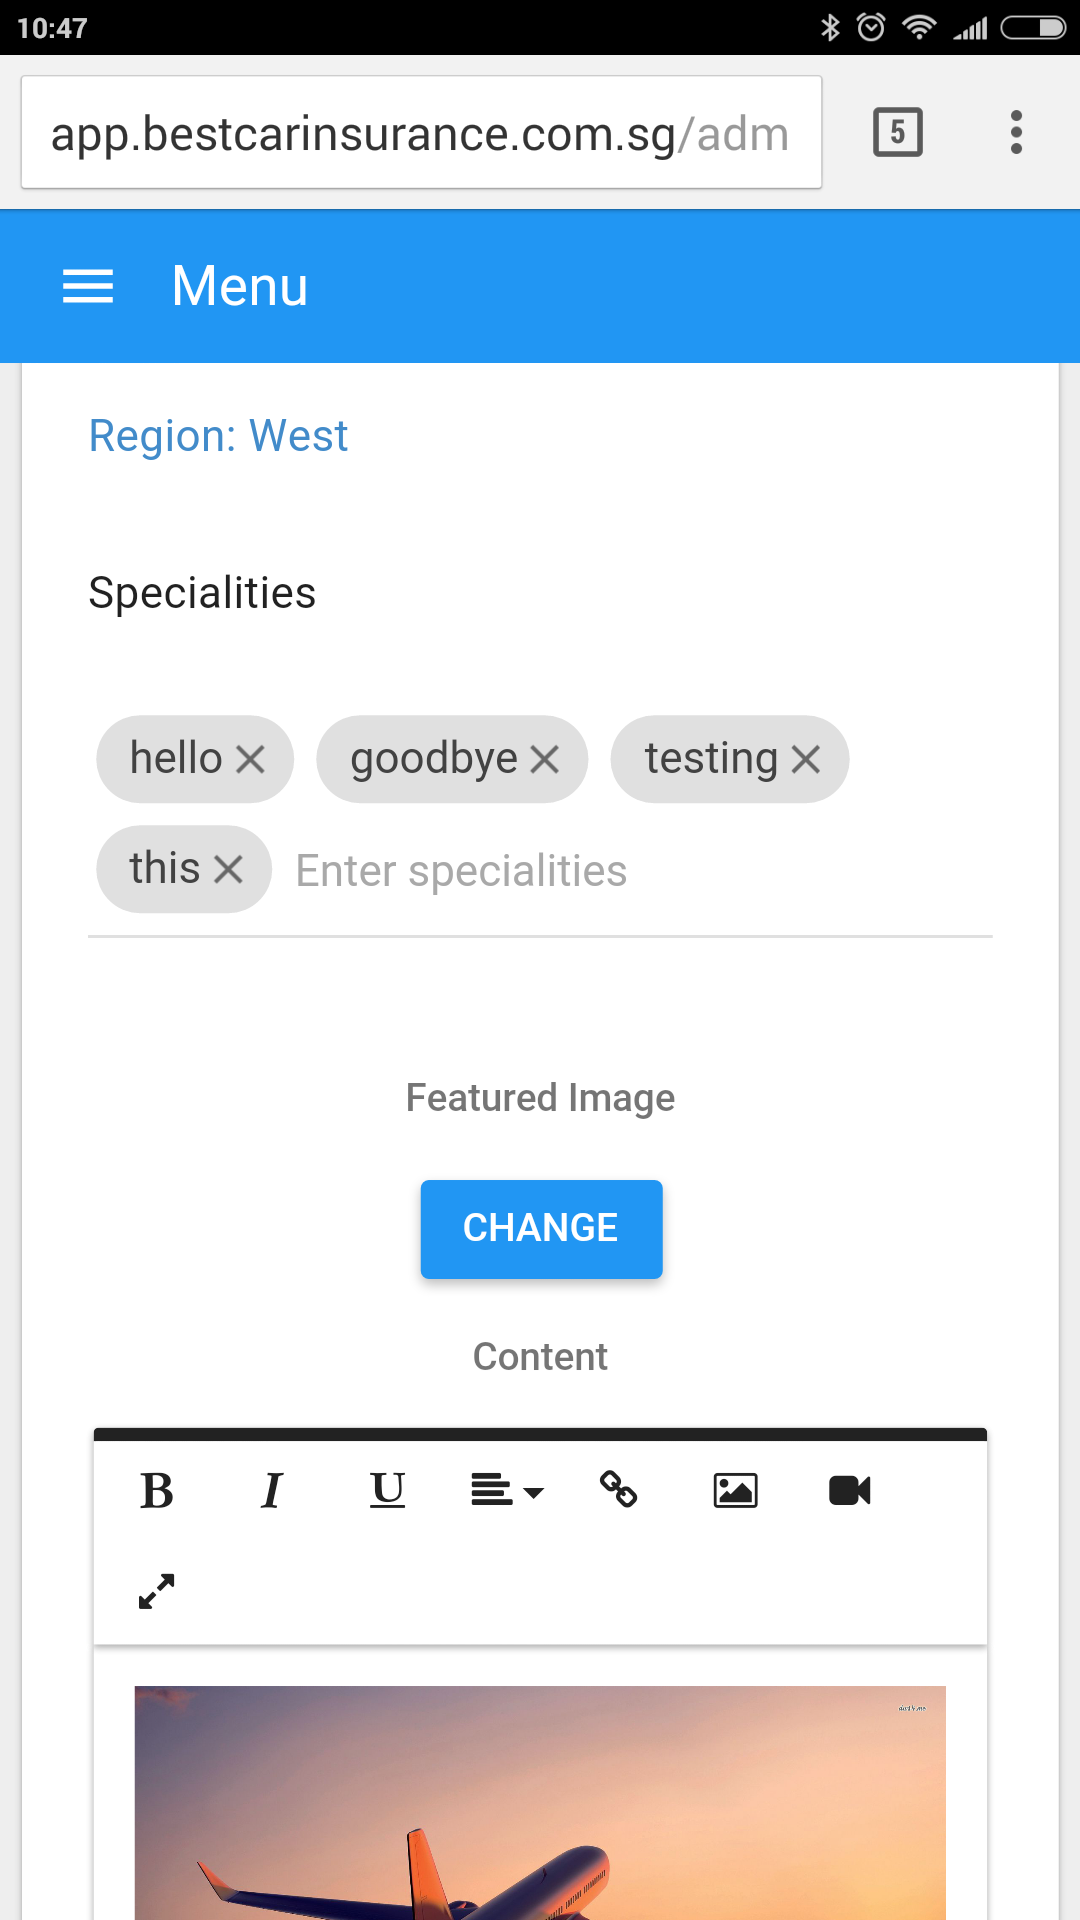 10:47
app.bestcarinsurance.com.sg/adm
5
Menu
Region: West
Specialities
hello
goodbye
testing
this
Enter specialities
Featured Image
CHANGE
Content
B I U